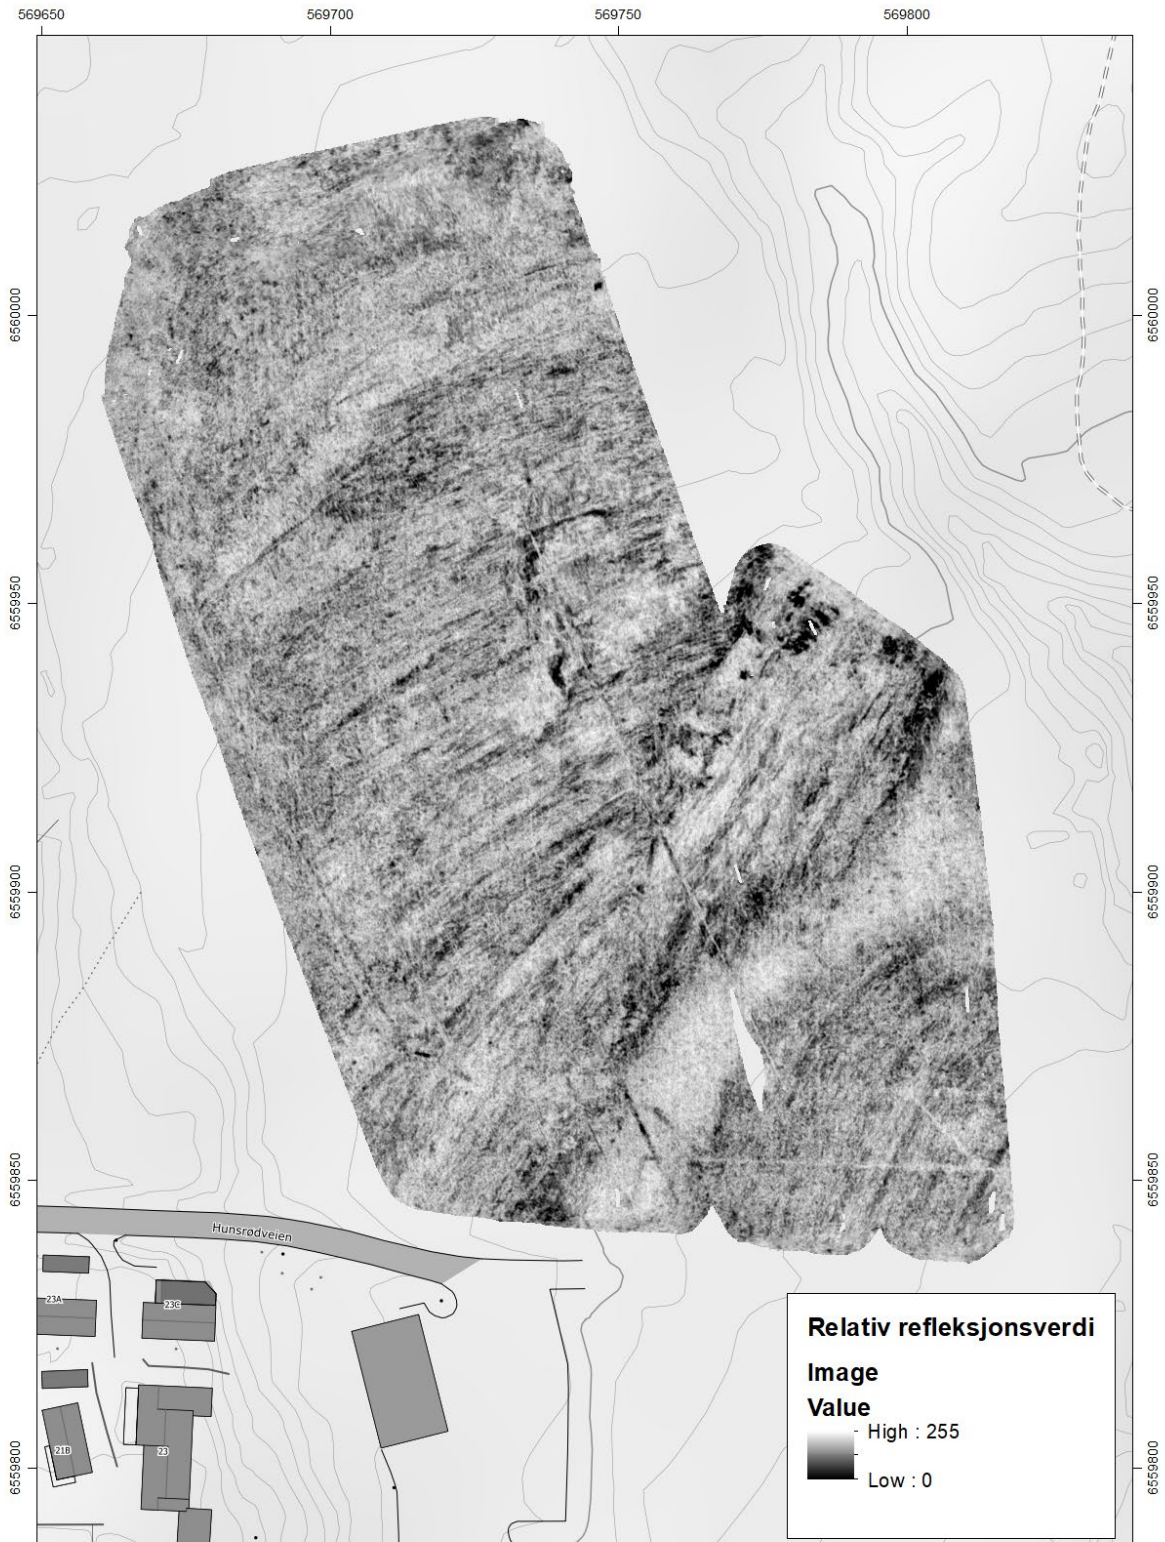 569650 569700 569750 569800
6560000 6560000
6559950 6559950
6559900 6559900
6559850 6559850
Hunsrødveien
23A 23C
21B 23
6559800 6559800
Relativ refleksjonsverdi
Image
Value
High : 255
Low : 0